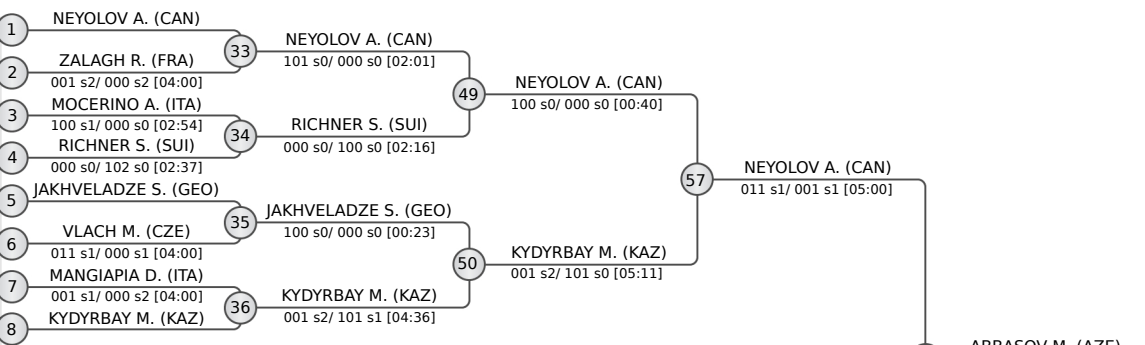 1
NEYOLOV A. (CAN)
2
ZALAGH R. (FRA)
001 s2/ 000 s2 [04:00]
3
MOCERINO A. (ITA)
100 s1/ 000 s0 [02:54]
4
RICHNER S. (SUI)
000 s0/ 102 s0 [02:37]
5
JAKHVELADZE S. (GEO)
6
VLACH M. (CZE)
011 s1/ 000 s1 [04:00]
7
MANGIAPIA D. (ITA)
001 s1/ 000 s2 [04:00]
8
KYDYRBAY M. (KAZ)
33
NEYOLOV A. (CAN)
101 s0/ 000 s0 [02:01]
34
RICHNER S. (SUI)
000 s0/ 100 s0 [02:16]
35
JAKHVELADZE S. (GEO)
100 s0/ 000 s0 [00:23]
36
KYDYRBAY M. (KAZ)
001 s2/ 101 s1 [04:36]
49
NEYOLOV A. (CAN)
100 s0/ 000 s0 [00:40]
50
KYDYRBAY M. (KAZ)
001 s2/ 101 s0 [05:11]
57
NEYOLOV A. (CAN)
011 s1/ 001 s1 [05:00]
ABBASOV M. (AZE)